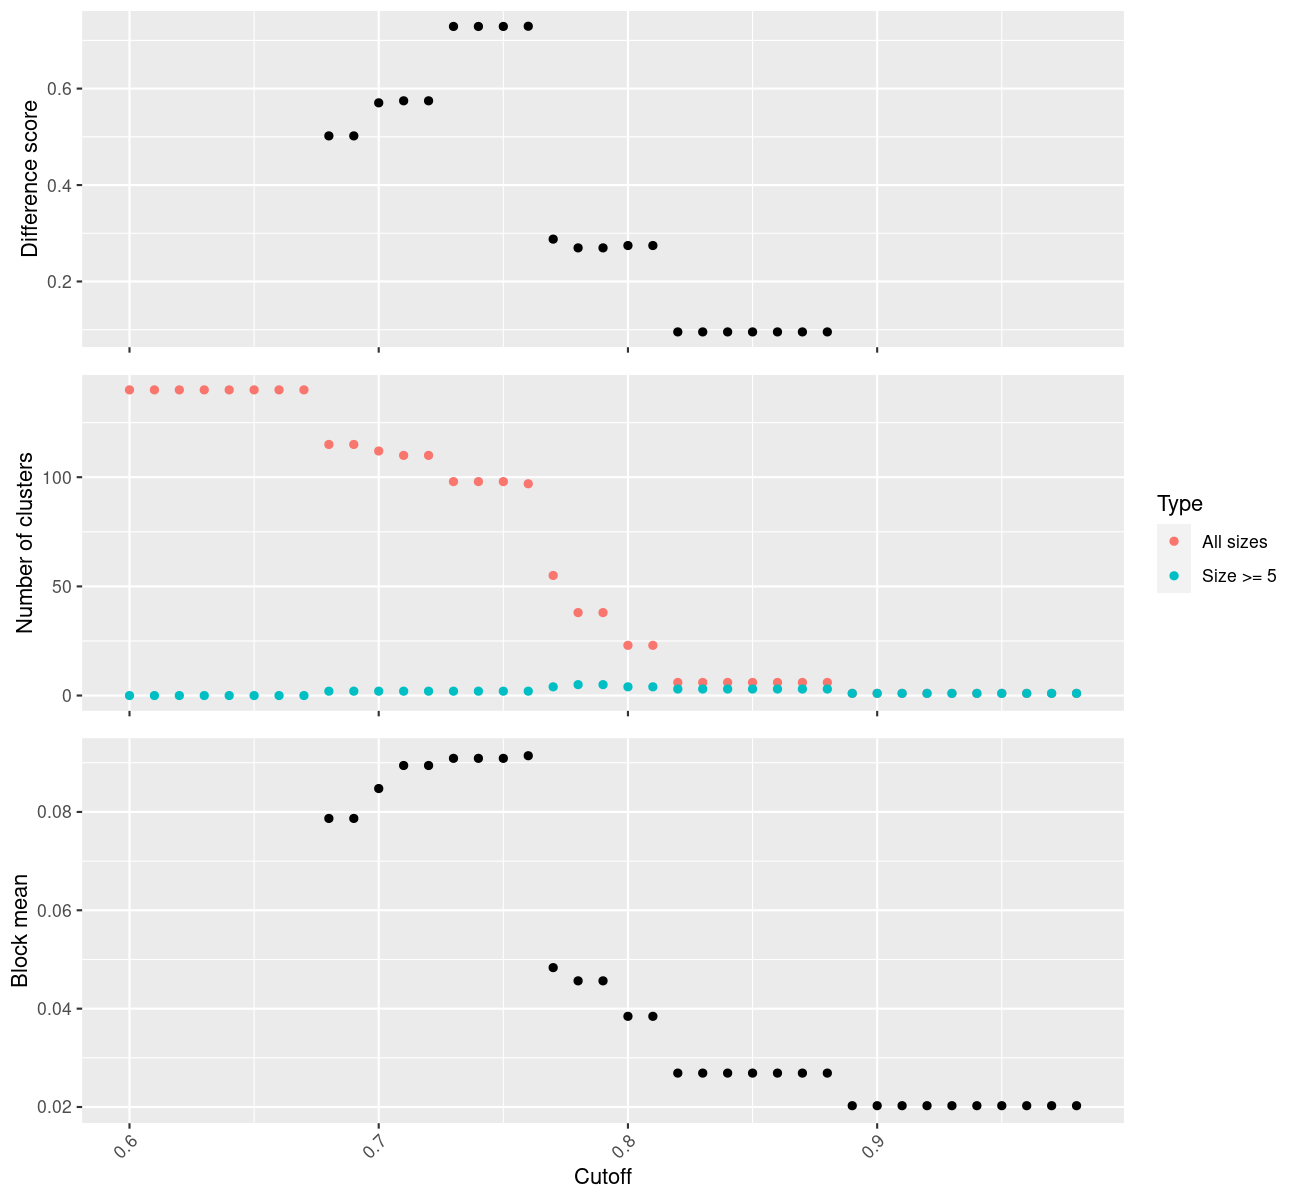 Difference score
0.6
0.4
0.2
Number of clusters
100
50
0
Type
All sizes
Size >= 5
Block mean
0.08
0.06
0.04
0.02
0.6
0.7
0.8
0.9
Cutoff